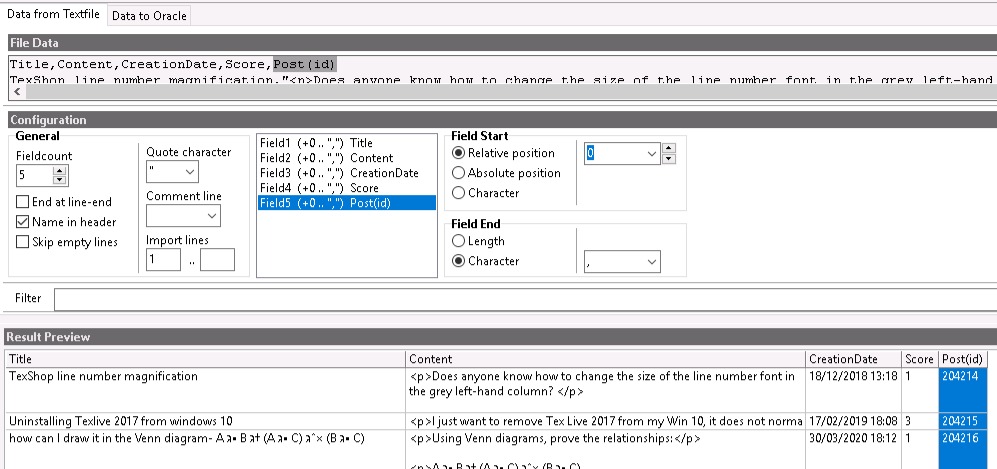 Data from Textfile Data to Oracle
File Data
Title,Content,CreationDate,Score,Post(id)
TexShop line number magnification,"<p>Does anyone know how to change the size of the line number font in the grey left-hand
Configuration
General
Fieldcount
5
End at line-end
Name in header
Skip empty lines
Quote character
"
Comment line
Import lines
1 ..
Field1 (+0 .. ",") Title
Field2 (+0 .. ",") Content
Field3 (+0 .. ",") CreationDate
Field4 (+0 .. ",") Score
Field5 (+0 .. ",") Post(id)
Field Start
Relative position
Absolute position
Character
0
Field End
Length
Character
,
Filter
Result Preview
Title Content CreationDate Score Post(id)
TexShop line number magnification <p>Does anyone know how to change the size of the line number font in 18/12/2018 13:18 1 204214
the grey left-hand column? </p>
Uninstalling Texlive 2017 from windows 10 <p>I just want to remove Tex Live 2017 from my Win 10, it does not norma 17/02/2019 18:08 3 204215
how can I draw it in the Venn diagram- <p>Using Venn diagrams, prove the relationships:</p> 30/03/2020 18:12 1 204216